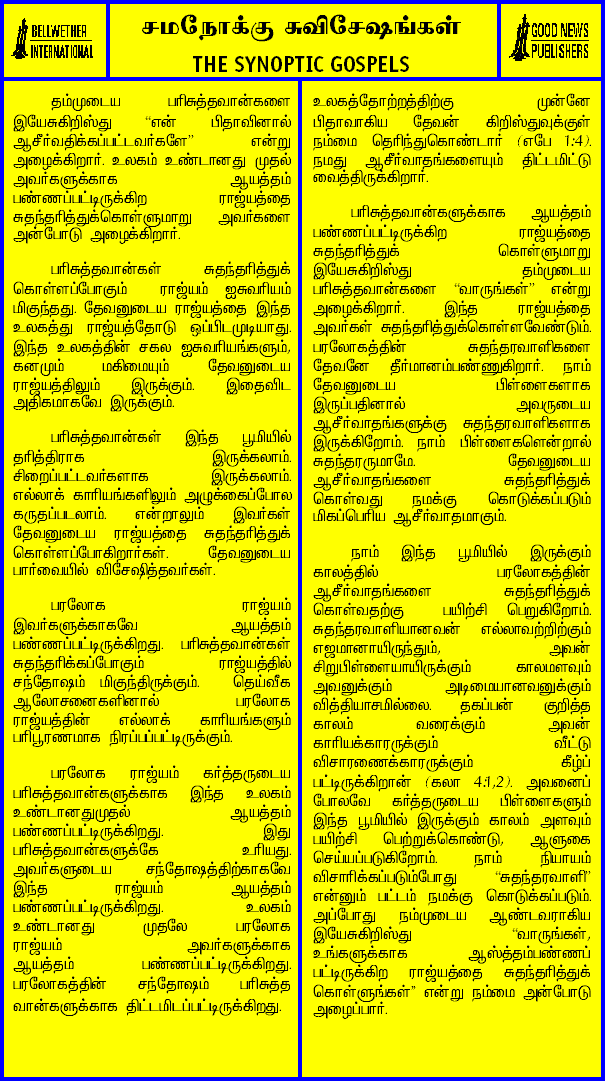 BELLWETHER
INTERNATIONAL
சமநோக்கு சுவிசேஷங்கள்
THE SYNOPTIC GOSPELS
GOOD NEWS
PUBLISHERS
தம்முடைய பரிசுத்தவான்களை
இயேசுகிறிஸ்து “என் பிதாவினால்
ஆசீர்வதிக்கப்பட்டவர்களே” என்று
அழைக்கிறார். உலகம் உண்டானது முதல்
அவர்களுக்காக ஆயத்தம்
பண்ணப்பட்டிருக்கிற ராஜ்யத்தை
சுதந்தரித்துக்கொள்ளுமாறு அவர்களை
அன்போடு அழைக்கிறார்.
பரிசுத்தவான்கள் சுதந்தரித்துக்
கொள்ளப்போகும் ராஜ்யம் ஐசுவரியம்
மிகுந்தது. தேவனுடைய ராஜ்யத்தை இந்த
உலகத்து ராஜ்யத்தோடு ஒப்பிடமுடியாது.
இந்த உலகத்தின் சகல ஐசுவரியங்களும்,
கனமும் மகிமையும் தேவனுடைய
ராஜ்யத்திலும் இருக்கும். இதைவிட
அதிகமாகவே இருக்கும்.
பரிசுத்தவான்கள் இந்த பூமியில்
தரித்திராக இருக்கலாம்.
சிறைப்பட்டவர்களாக இருக்கலாம்.
எல்லாக் காரியங்களிலும் அழுக்கைப்போல
கருதப்படலாம். என்றாலும் இவர்கள்
தேவனுடைய ராஜ்யத்தை சுதந்தரித்துக்
கொள்ளப்போகிறார்கள். தேவனுடைய
பார்வையில் விசேஷித்தவர்கள்.
பரலோக ராஜ்யம்
இவர்களுக்காகவே ஆயத்தம்
பண்ணப்பட்டிருக்கிறது. பரிசுத்தவான்கள்
சுதந்தரிக்கப்போகும் ராஜ்யத்தில்
சந்தோஷம் மிகுந்திருக்கும். தெய்வீக
ஆலோசனைகளினால் பரலோக
ராஜ்யத்தின் எல்லாக் காரியங்களும்
பரிபூரணமாக நிரப்பப்பட்டிருக்கும்.
பரலோக ராஜ்யம் கர்த்தருடைய
பரிசுத்தவான்களுக்காக இந்த உலகம்
உண்டானதுமுதல் ஆயத்தம்
பண்ணப்பட்டிருக்கிறது. இது
பரிசுத்தவான்களுக்கே உரியது.
அவர்களுடைய சந்தோஷத்திற்காகவே
இந்த ராஜ்யம் ஆயத்தம்
பண்ணப்பட்டிருக்கிறது. உலகம்
உண்டானது முதலே பரலோக
ராஜ்யம் அவர்களுக்காக
ஆயத்தம் பண்ணப்பட்டிருக்கிறது.
பரலோகத்தின் சந்தோஷம் பரிசுத்த
வான்களுக்காக திட்டமிடப்பட்டிருக்கிறது.
உலகத்தோற்றத்திற்கு முன்னே
பிதாவாகிய தேவன் கிறிஸ்துவுக்குள்
நம்மை தெரிந்துகொண்டார் (எபே 1:4).
நமது ஆசீர்வாதங்களையும் திட்டமிட்டு
வைத்திருக்கிறார்.
பரிசுத்தவான்களுக்காக ஆயத்தம்
பண்ணப்பட்டிருக்கிற ராஜ்யத்தை
சுதந்தரித்துக் கொள்ளுமாறு
இயேசுகிறிஸ்து தம்முடைய
பரிசுத்தவான்களை “வாருங்கள்” என்று
அழைக்கிறார். இந்த ராஜ்யத்தை
அவர்கள் சுதந்தரித்துக்கொள்ளவேண்டும்.
பரலோகத்தின் சுதந்தரவாளிகளை
தேவனே தீர்மானம்பண்ணுகிறார். நாம்
தேவனுடைய பிள்ளைகளாக
இருப்பதினால் அவருடைய
ஆசீர்வாதங்களுக்கு சுதந்தரவாளிகளாக
இருக்கிறோம். நாம் பிள்ளைகளென்றால்
சுதந்தரருமாமே. தேவனுடைய
ஆசீர்வாதங்களை சுதந்தரித்துக்
கொள்வது நமக்கு கொடுக்கப்படும்
மிகப்பெரிய ஆசீர்வாதமாகும்.
நாம் இந்த பூமியில் இருக்கும்
காலத்தில் பரலோகத்தின்
ஆசீர்வாதங்களை சுதந்தரித்துக்
கொள்வதற்கு பயிற்சி பெறுகிறோம்.
சுதந்தரவாளியானவன் எல்லாவற்றிற்கும்
எஜமானாயிருந்தும், அவன்
சிறுபிள்ளையாயிருக்கும் காலமளவும்
அவனுக்கும் அடிமையானவனுக்கும்
வித்தியாசமில்லை. தகப்பன் குறித்த
காலம் வரைக்கும் அவன்
காரியக்காரருக்கும் வீட்டு
விசாரணைக்காரருக்கும் கீழ்ப்
பட்டிருக்கிறான் (கலா 4:1,2). அவனைப்
போலவே கர்த்தருடைய பிள்ளைகளும்
இந்த பூமியில் இருக்கும் காலம் அளவும்
பயிற்சி பெற்றுக்கொண்டு, ஆளுகை
செய்யப்படுகிறோம். நாம் நியாயம்
விசாரிக்கப்படும்போது “சுதந்தரவாளி”
என்னும் பட்டம் நமக்கு கொடுக்கப்படும்.
அப்போது நம்முடைய ஆண்டவராகிய
இயேசுகிறிஸ்து “வாருங்கள்,
உங்களுக்காக ஆஸ்த்தம்பண்ணப்
பட்டிருக்கிற ராஜ்யத்தை சுதந்தரித்துக்
கொள்ளுங்கள்” என்று நம்மை அன்போடு
அழைப்பார்.